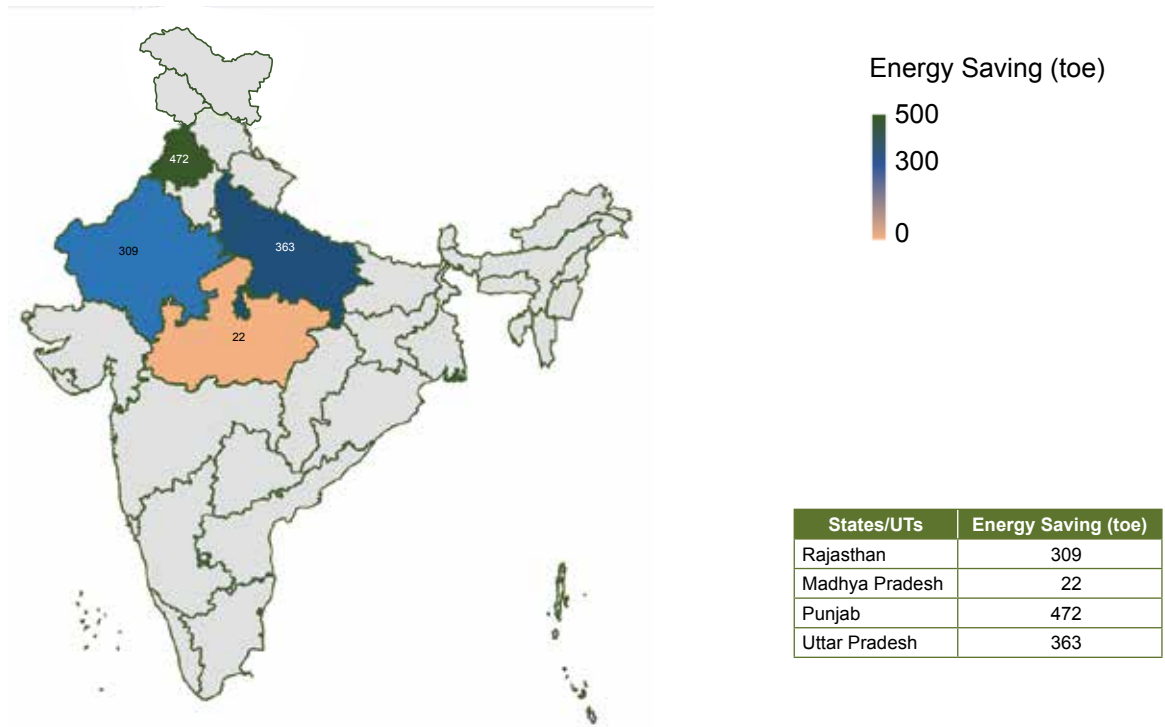 Energy Saving (toe)
500
300
0
472
309
363
22
States/UTs Energy Saving (toe)
Rajasthan 309
Madhya Pradesh 22
Punjab 472
Uttar Pradesh 363